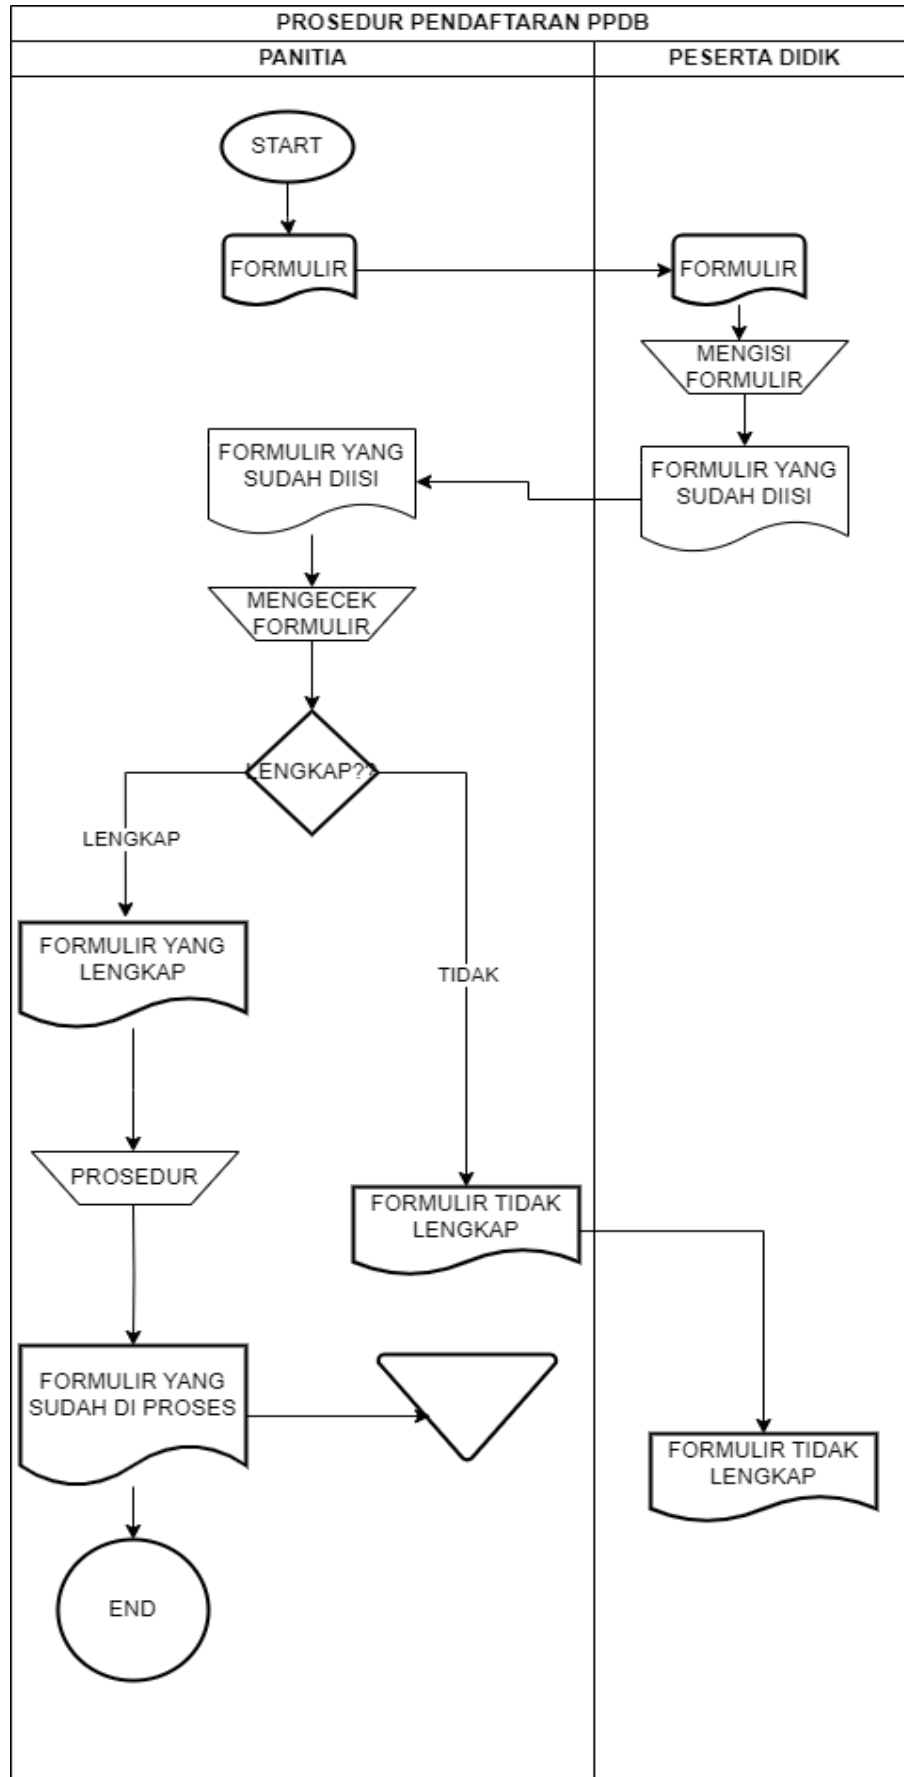 PROSEDUR PENDAFTARAN PPDB
PANITIA
PESERTA DIDIK
START
FORMULIR
FORMULIR
MENGISI
FORMULIR
FORMULIR YANG
SUDAH DIISI
FORMULIR YANG
SUDAH DIISI
MENGECEK
FORMULIR
LENGKAP??
LENGKAP
TIDAK
FORMULIR YANG
LENGKAP
PROSEDUR
FORMULIR TIDAK
LENGKAP
FORMULIR YANG
SUDAH DI PROSES
FORMULIR TIDAK
LENGKAP
END